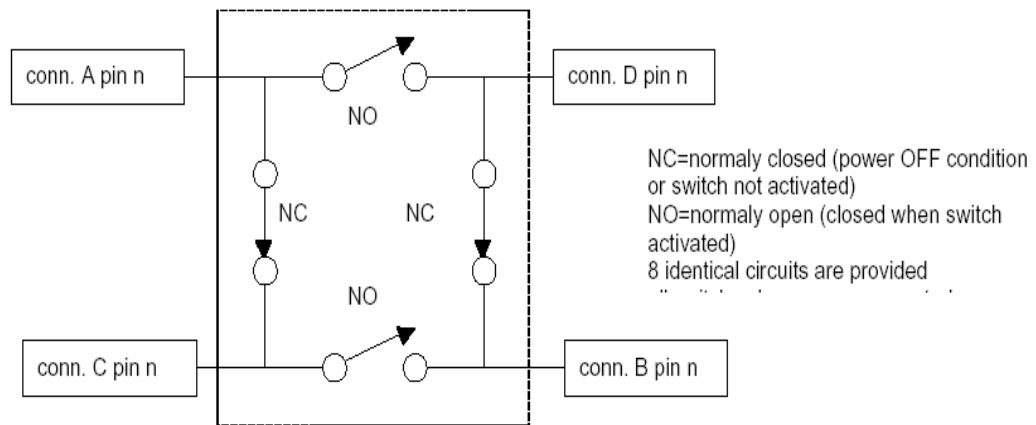 conn. A pin n
conn. D pin n
NO
NC
NC
NO
conn. C pin n
conn. B pin n
NC=normaly closed (power OFF condition
or switch not activated)
NO=normaly open (closed when switch
activated)
8 identical circuits are provided